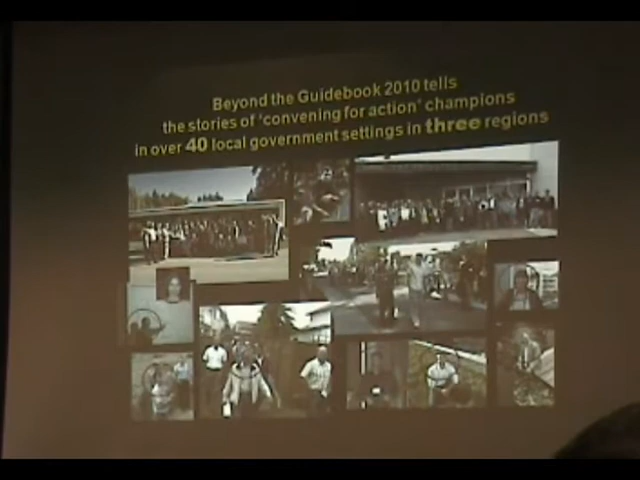 Beyond the Guidebook 2010 tells
the stories of 'convening for action' champions
in over 40 local government settings in three regions